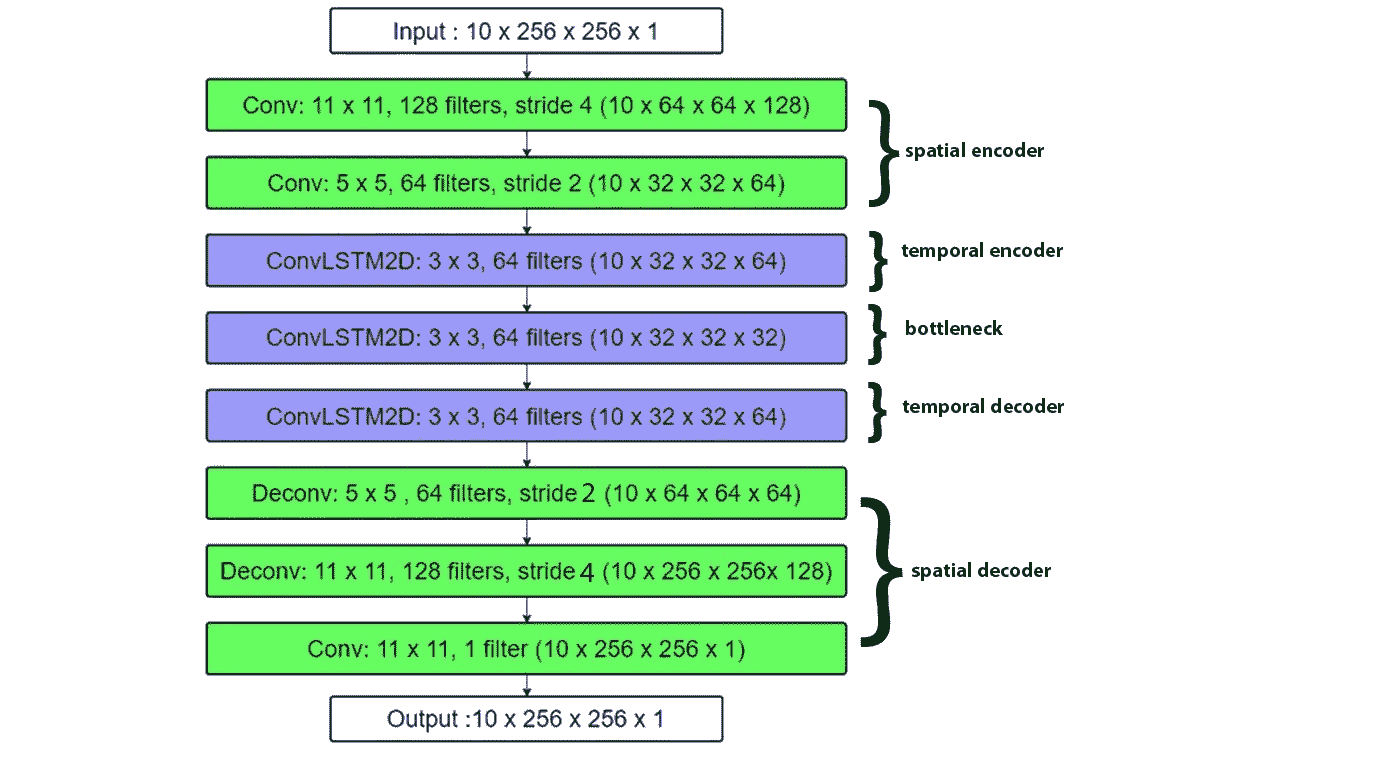 Input : 10 x 256 x 256 x 1
Conv: 11 x 11, 128 filters, stride 4 (10 x 64 x 64 x 128)
spatial encoder
Conv: 5 x 5, 64 filters, stride 2 (10 x 32 x 32 x 64)
ConvLSTM2D: 3 x 3, 64 filters (10 x 32 x 32 x 64)
temporal encoder
ConvLSTM2D: 3 x 3, 64 filters (10 x 32 x 32 x 32)
bottleneck
ConvLSTM2D: 3 x 3, 64 filters (10 x 32 x 32 x 64)
temporal decoder
Deconv: 5 x 5 , 64 filters, stride 2 (10 x 64 x 64 x 64)
Deconv: 11 x 11, 128 filters, stride 4 (10 x 256 x 256x 128)
spatial decoder
Conv: 11 x 11, 1 filter (10 x 256 x 256 x 1)
Output :10 x 256 x 256 x 1